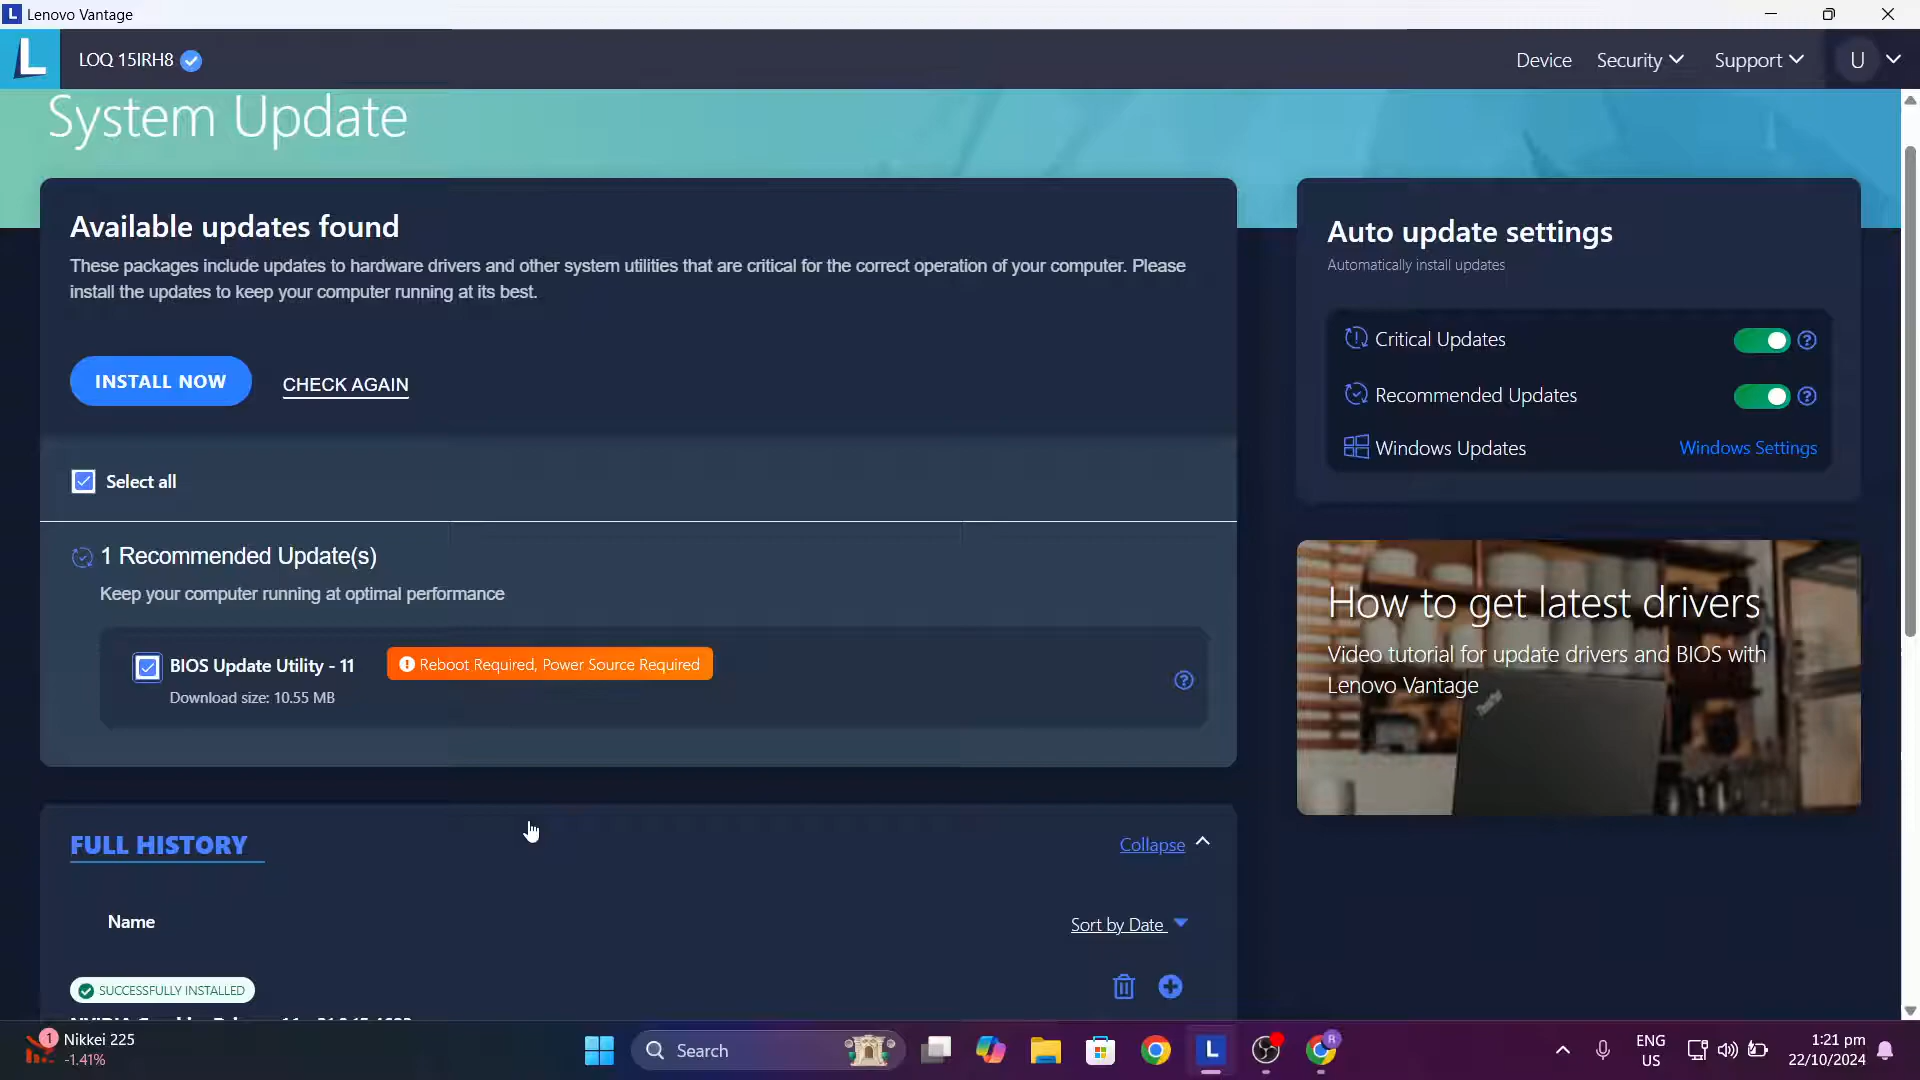 Lenovo Vantage
LOQ 15IRH8
Device Security Support U
System Update
Available updates found
These packages include updates to hardware drivers and other system utilities that are critical for the correct operation of your computer. Please
install the updates to keep your computer running at its best.
INSTALL NOW CHECK AGAIN
Select all
1 Recommended Update(s)
Keep your computer running at optimal performance
BIOS Update Utility - 11 Reboot Required, Power Source Required
Download size: 10.55 MB
FULL HISTORY Collapse
Name Sort by Date
SUCCESSFULLY INSTALLED
Auto update settings
Automatically install updates
Critical Updates
Recommended Updates
Windows Updates Windows Settings
How to get latest drivers
Video tutorial for update drivers and BIOS with
Lenovo Vantage
ThinkPad
1 Nikkei 225
-1.41%
Search
R
ENG
US
1:21 pm
22/10/2024